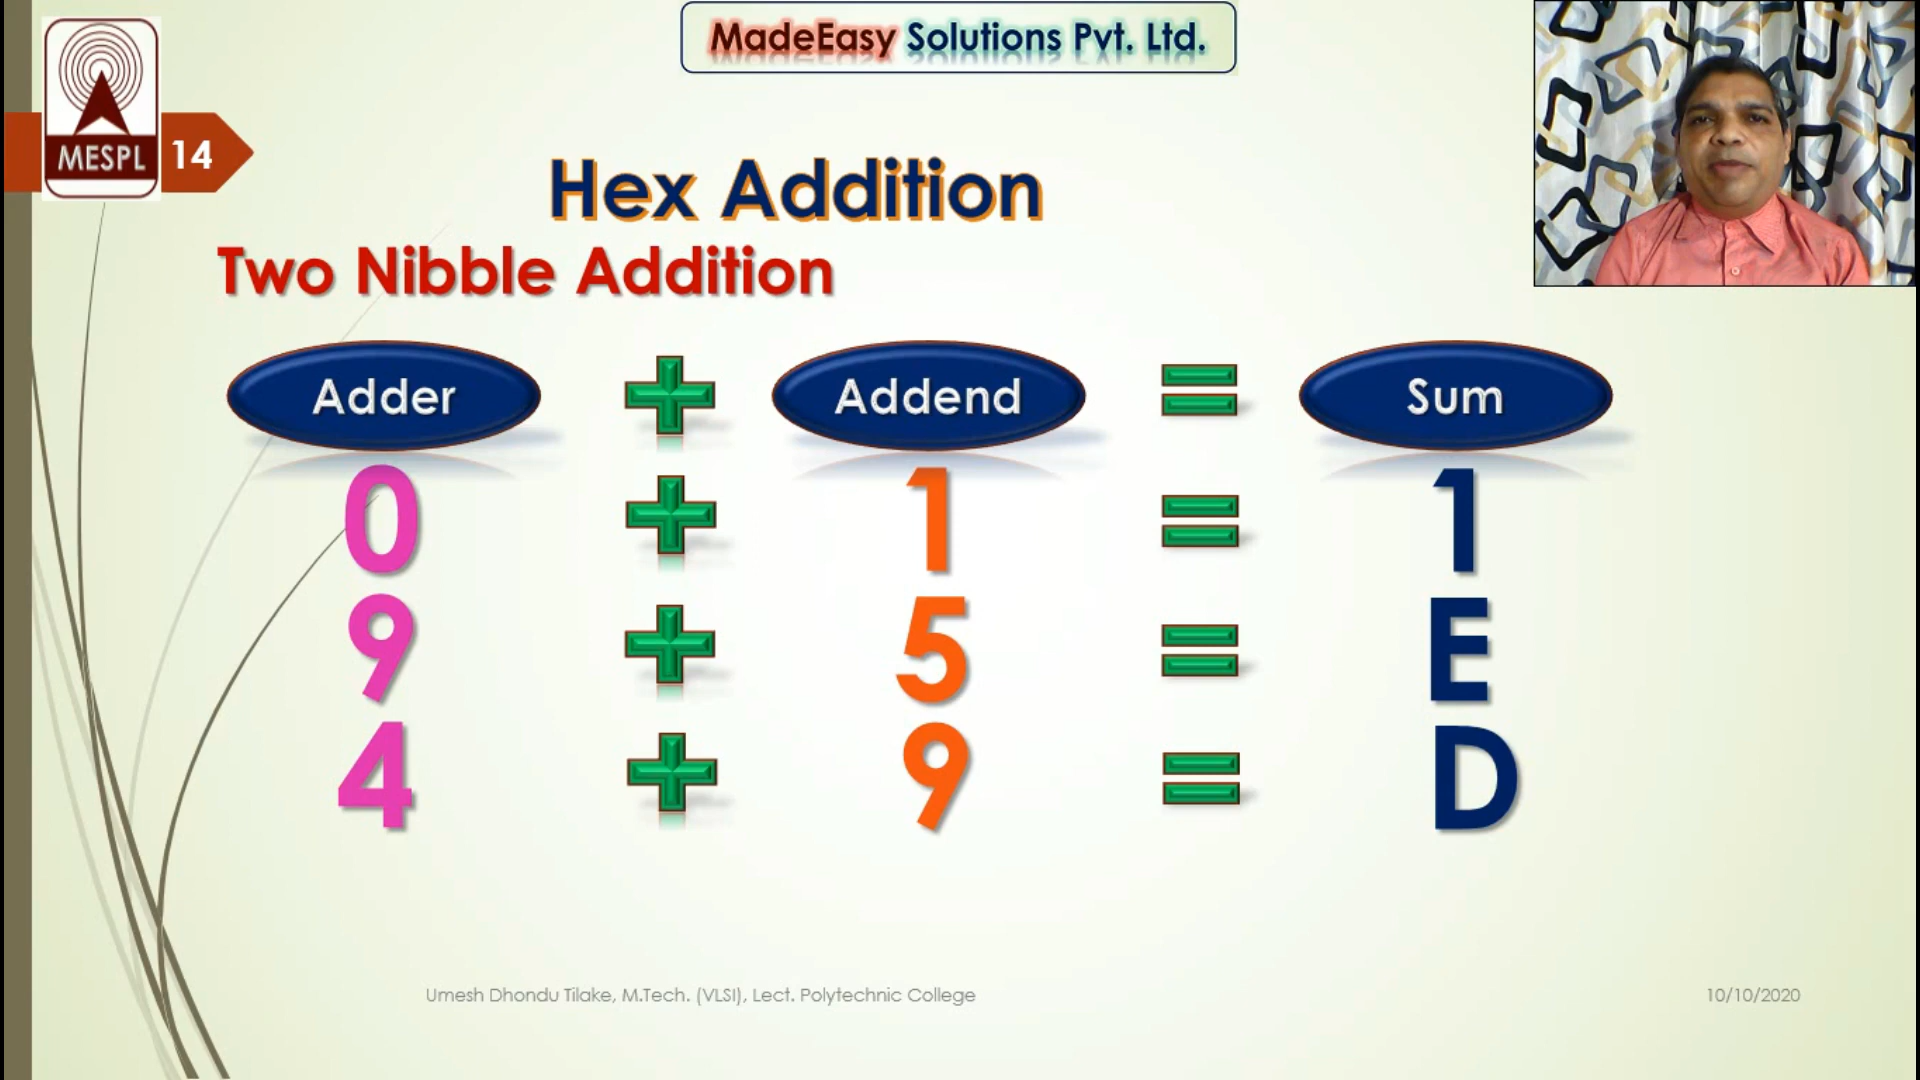 MadeEasy Solutions Pvt. Ltd.
MESPL
14
Hex Addition
Two Nibble Addition
Adder + Addend = Sum
0 + 1 = 1
9 + 5 = E
4 + 9 = D
Umesh Dhondu Tilake, M.Tech. (VLSI), Lect. Polytechnic College
10/10/2020